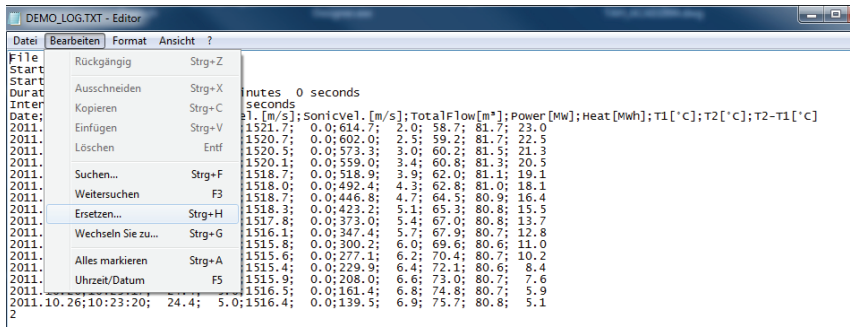 DEMO_LOG.TXT - Editor
Datei Bearbeiten Format Ansicht ?
Rückgängig Strg+Z
Ausschneiden Strg+X
Kopieren Strg+C
Einfügen Strg+V
Löschen Entf
Suchen... Strg+F
Weitersuchen F3
Ersetzen... Strg+H
Wechseln Sie zu... Strg+G
Alles markieren Strg+A
Uhrzeit/Datum F5
File
Start
Start
Durat inutes 0 seconds
Inter seconds
Date; el.[m/s];SonicVel.[m/s];TotalFlow[m³];Power[MW];Heat[MWh];T1[°C];T2[°C];T2-T1[°C]
2011. ;1521.7; 0.0;614.7; 2.0; 58.7; 81.7; 23.0
2011. ;1520.7; 0.0;602.0; 2.5; 59.2; 81.7; 22.5
2011. ;1520.5; 0.0;573.3; 3.0; 60.2; 81.5; 21.3
2011. ;1520.1; 0.0;559.0; 3.4; 60.8; 81.3; 20.5
2011. ;1518.7; 0.0;518.9; 3.9; 62.0; 81.1; 19.1
2011. ;1518.0; 0.0;492.4; 4.3; 62.8; 81.0; 18.1
2011. ;1518.7; 0.0;446.8; 4.7; 64.5; 80.9; 16.4
2011. ;1518.3; 0.0;423.2; 5.1; 65.3; 80.8; 15.5
2011. ;1517.8; 0.0;373.0; 5.4; 67.0; 80.8; 13.7
2011. ;1516.1; 0.0;347.4; 5.7; 67.9; 80.7; 12.8
2011. ;1515.8; 0.0;300.2; 6.0; 69.6; 80.6; 11.0
2011. ;1515.6; 0.0;277.1; 6.2; 70.4; 80.7; 10.2
2011. ;1515.4; 0.0;229.9; 6.4; 72.1; 80.6; 8.4
2011. ;1515.9; 0.0;208.0; 6.6; 73.0; 80.7; 7.6
2011. ;1516.5; 0.0;161.4; 6.8; 74.8; 80.7; 5.9
2011.10.26;10:23:20; 24.4; 5.0;1516.4; 0.0;139.5; 6.9; 75.7; 80.8; 5.1
2